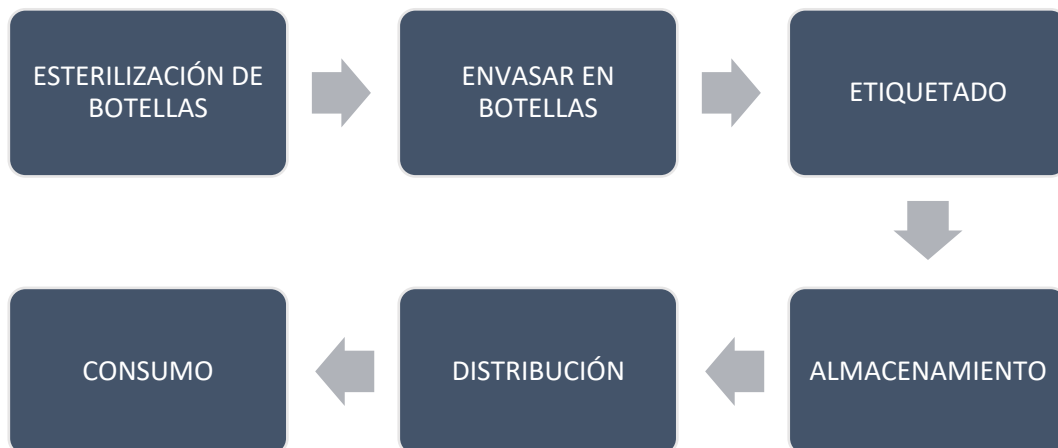 ESTERILIZACIÓN DE
BOTELLAS
ENVASAR EN
BOTELLAS
ETIQUETADO
ALMACENAMIENTO
DISTRIBUCIÓN
CONSUMO